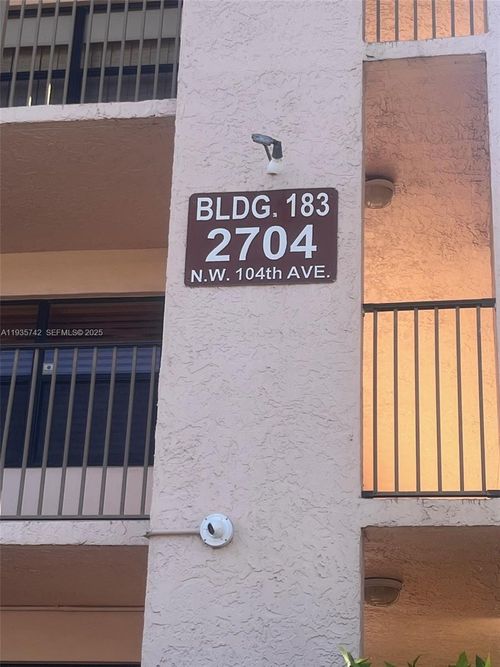 BLDG. 183
2704
N.W. 104th AVE.
A11935742 SEFMLS© 2025